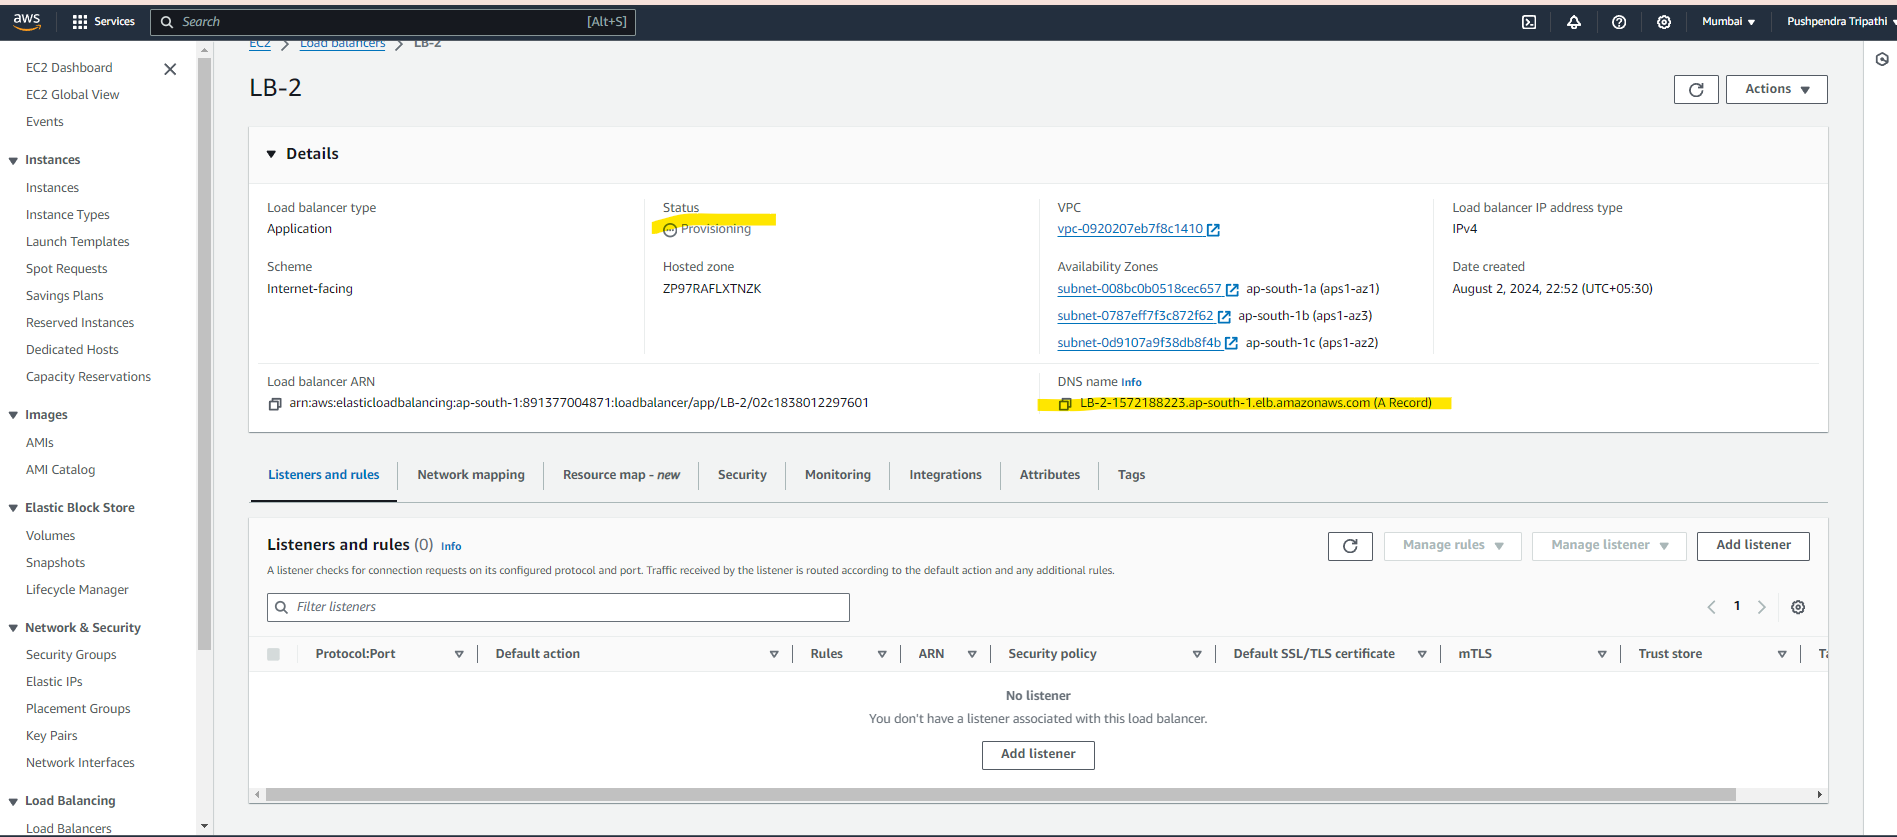 aws Services Search [Alt+S] Mumbai Pushpendra Tripathi
EC2 Load balancers LB-2
EC2 Dashboard
EC2 Global View
Events
Instances
Instances
Instance Types
Launch Templates
Spot Requests
Savings Plans
Reserved Instances
Dedicated Hosts
Capacity Reservations
Images
AMIs
AMI Catalog
Elastic Block Store
Volumes
Snapshots
Lifecycle Manager
Network & Security
Security Groups
Elastic IPs
Placement Groups
Key Pairs
Network Interfaces
Load Balancing
Load Balancers
LB-2
Actions
Details
Load balancer type
Application
Scheme
Internet-facing
Status
Provisioning
Hosted zone
ZP97RAFLXTNZK
VPC
vpc-0920207eb7f8c1410
Availability Zones
subnet-008bc0b0518cec657 ap-south-1a (aps1-az1)
subnet-0787eff7f3c872f62 ap-south-1b (aps1-az3)
subnet-0d9107a9f38db8f4b ap-south-1c (aps1-az2)
Load balancer IP address type
IPv4
Date created
August 2, 2024, 22:52 (UTC+05:30)
Load balancer ARN
arn:aws:elasticloadbalancing:ap-south-1:891377004871:loadbalancer/app/LB-2/02c1838012297601
DNS name Info
LB-2-1572188223.ap-south-1.elb.amazonaws.com (A Record)
Listeners and rules Network mapping Resource map - new Security Monitoring Integrations Attributes Tags
Listeners and rules (0) Info
Manage rules Manage listener Add listener
A listener checks for connection requests on its configured protocol and port. Traffic received by the listener is routed according to the default action and any additional rules.
Filter listeners
1
Protocol:Port Default action Rules ARN Security policy Default SSL/TLS certificate mTLS Trust store
No listener
You don't have a listener associated with this load balancer.
Add listener